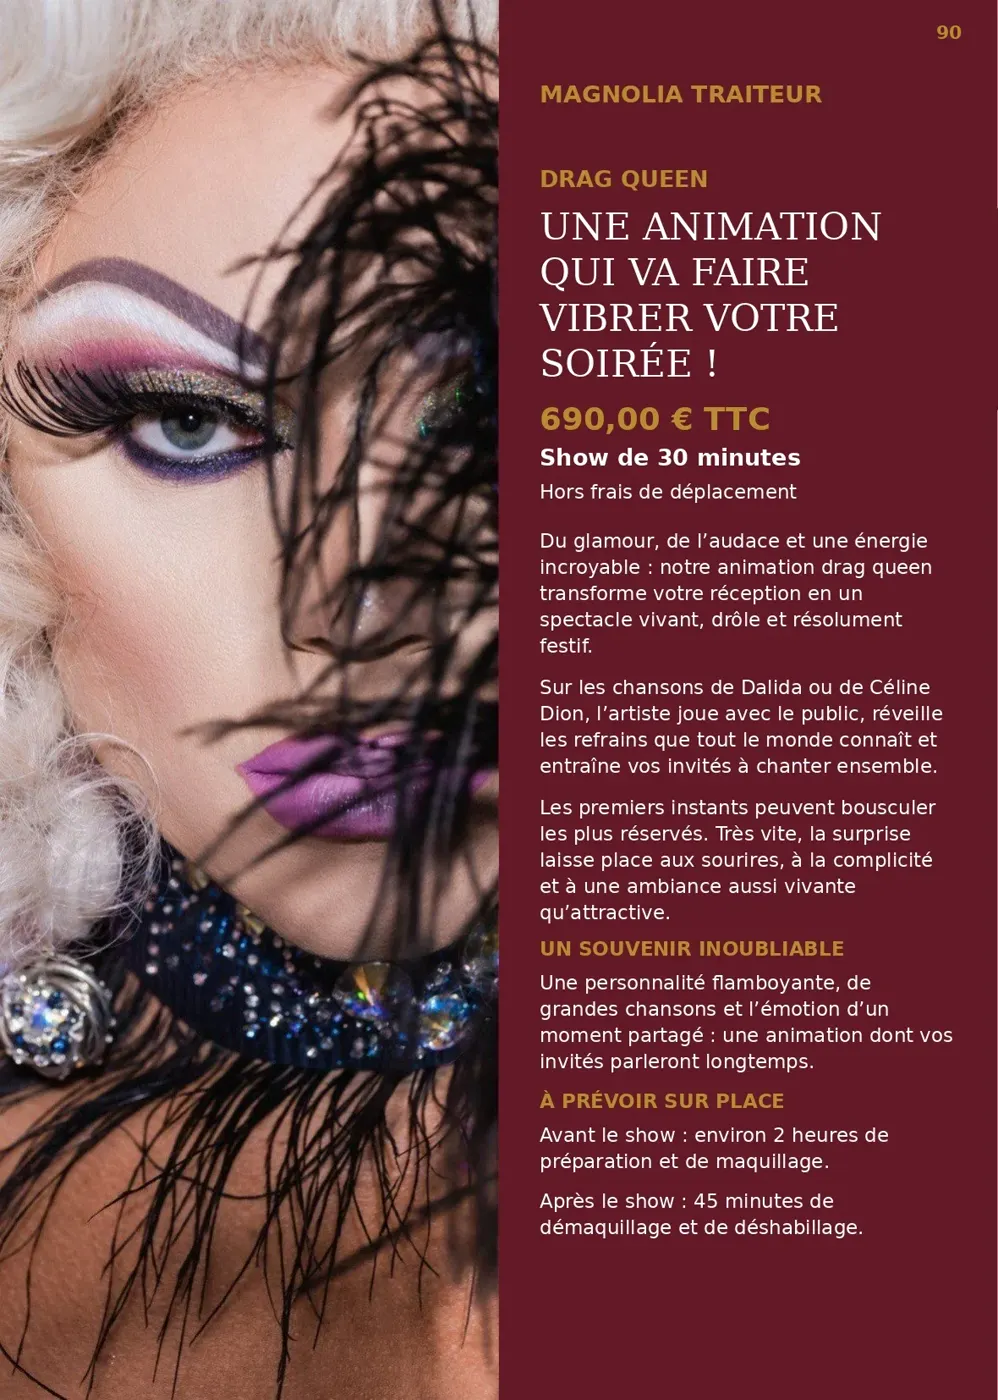 90
MAGNOLIA TRAITEUR
DRAG QUEEN
UNE ANIMATION
QUI VA FAIRE
VIBRER VOTRE
SOIRÉE !
690,00 € TTC
Show de 30 minutes
Hors frais de déplacement
Du glamour, de l’audace et une énergie
incroyable : notre animation drag queen
transforme votre réception en un
spectacle vivant, drôle et résolument
festif.
Sur les chansons de Dalida ou de Céline
Dion, l’artiste joue avec le public, réveille
les refrains que tout le monde connaît et
entraîne vos invités à chanter ensemble.
Les premiers instants peuvent bousculer
les plus réservés. Très vite, la surprise
laisse place aux sourires, à la complicité
et à une ambiance aussi vivante
qu’attractive.
UN SOUVENIR INOUBLIABLE
Une personnalité flamboyante, de
grandes chansons et l’émotion d’un
moment partagé : une animation dont vos
invités parleront longtemps.
À PRÉVOIR SUR PLACE
Avant le show : environ 2 heures de
préparation et de maquillage.
Après le show : 45 minutes de
démaquillage et de déshabillage.